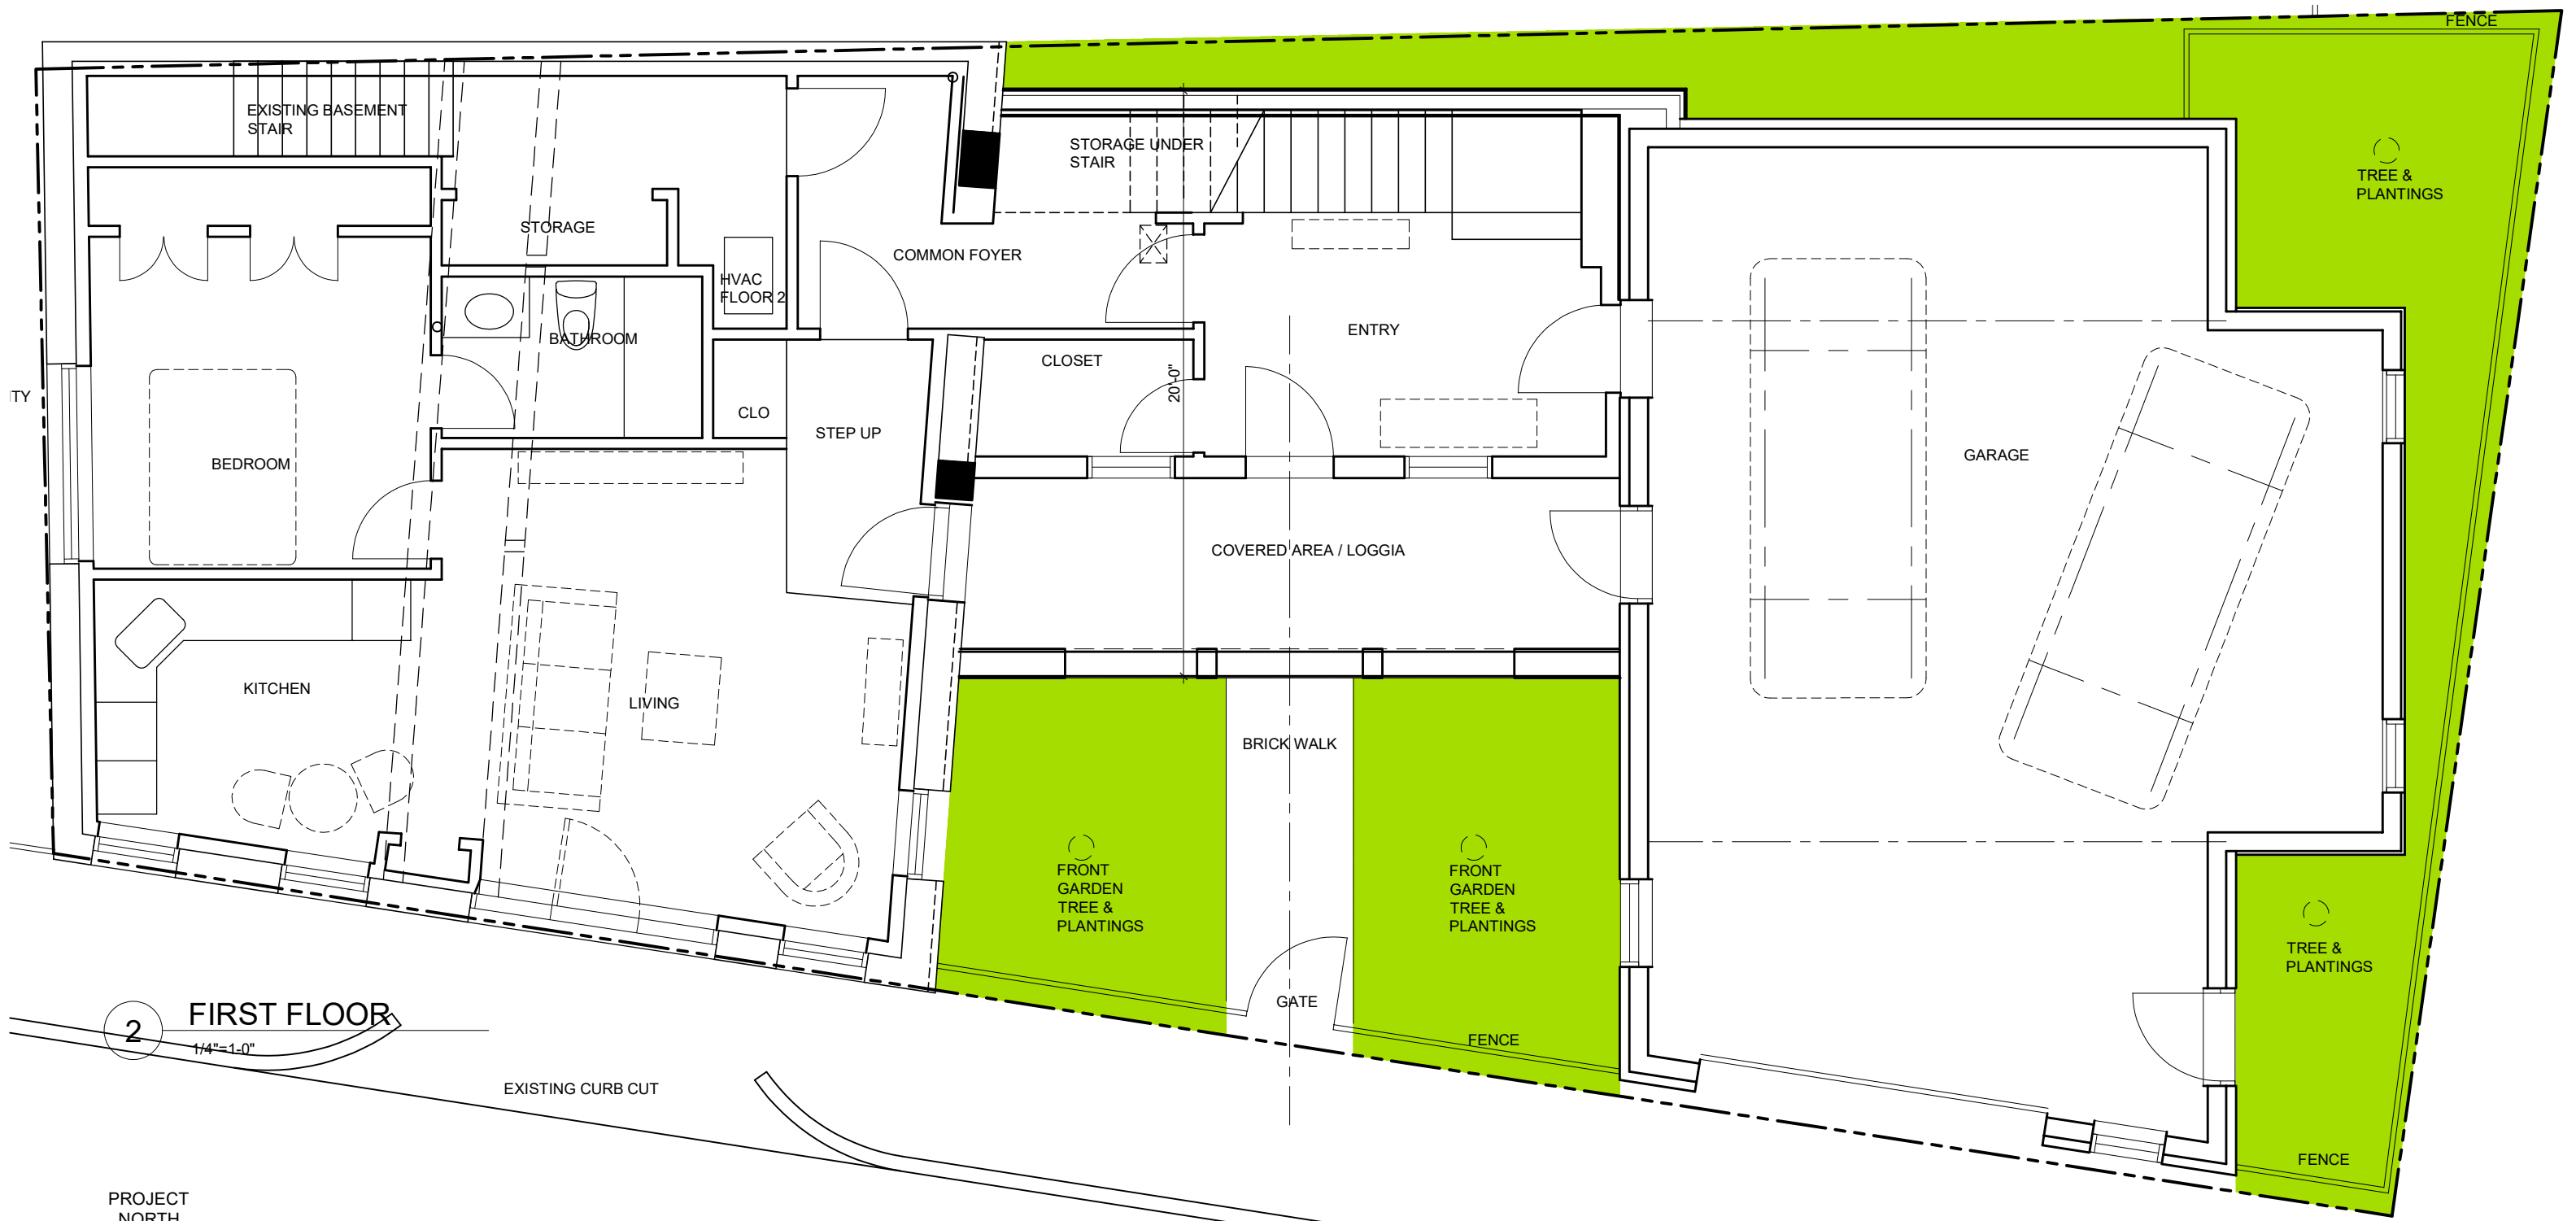 FENCE
EXISTING BASEMENT
STAIR
STORAGE UNDER
STAIR
TREE &
PLANTINGS
STORAGE
COMMON FOYER
HVAC
FLOOR 2
BATHROOM
ENTRY
CLOSET
20'-0"
ITY
CLO
STEP UP
BEDROOM
GARAGE
COVERED AREA / LOGGIA
KITCHEN
LIVING
BRICK WALK
FRONT
GARDEN
TREE &
PLANTINGS
FRONT
GARDEN
TREE &
PLANTINGS
TREE &
PLANTINGS
GATE
FENCE
FENCE
2
FIRST FLOOR
1/4"=1-0"
EXISTING CURB CUT
PROJECT
NORTH